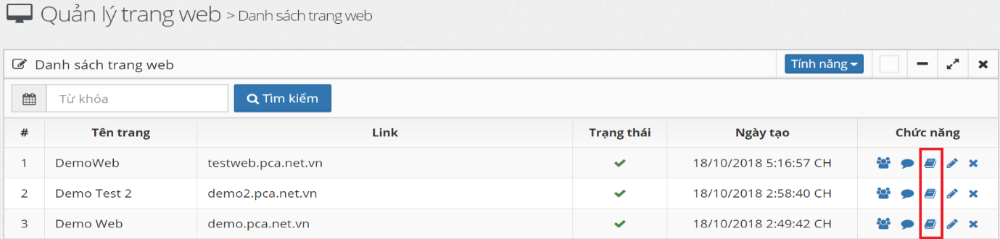 Quản lý trang web > Danh sách trang web
Danh sách trang web Tính năng
Từ khóa Tìm kiếm
# Tên trang Link Trạng thái Ngày tạo Chức năng
1 DemoWeb testweb.pca.net.vn 18/10/2018 5:16:57 CH
2 Demo Test 2 demo2.pca.net.vn 18/10/2018 2:58:40 CH
3 Demo Web demo.pca.net.vn 18/10/2018 2:49:42 CH